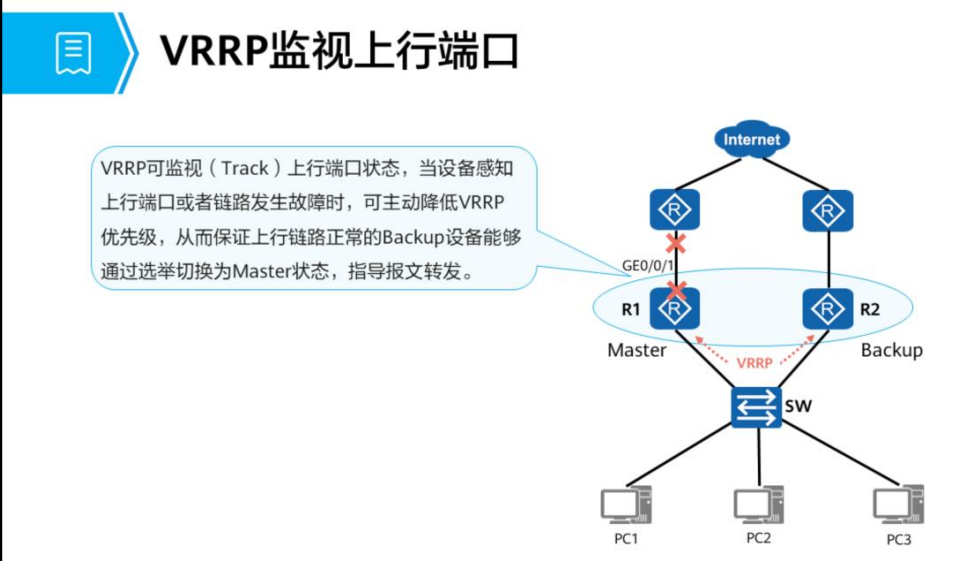 VRRP监视上行端口
VRRP可监视（Track）上行端口状态，当设备感知
上行端口或者链路发生故障时，可主动降低VRRP
优先级，从而保证上行链路正常的Backup设备能够
通过选举切换为Master状态，指导报文转发。
Internet
R
R
GE0/0/1
R1
R
R
R2
Master
VRRP
Backup
SW
PC1
PC2
PC3